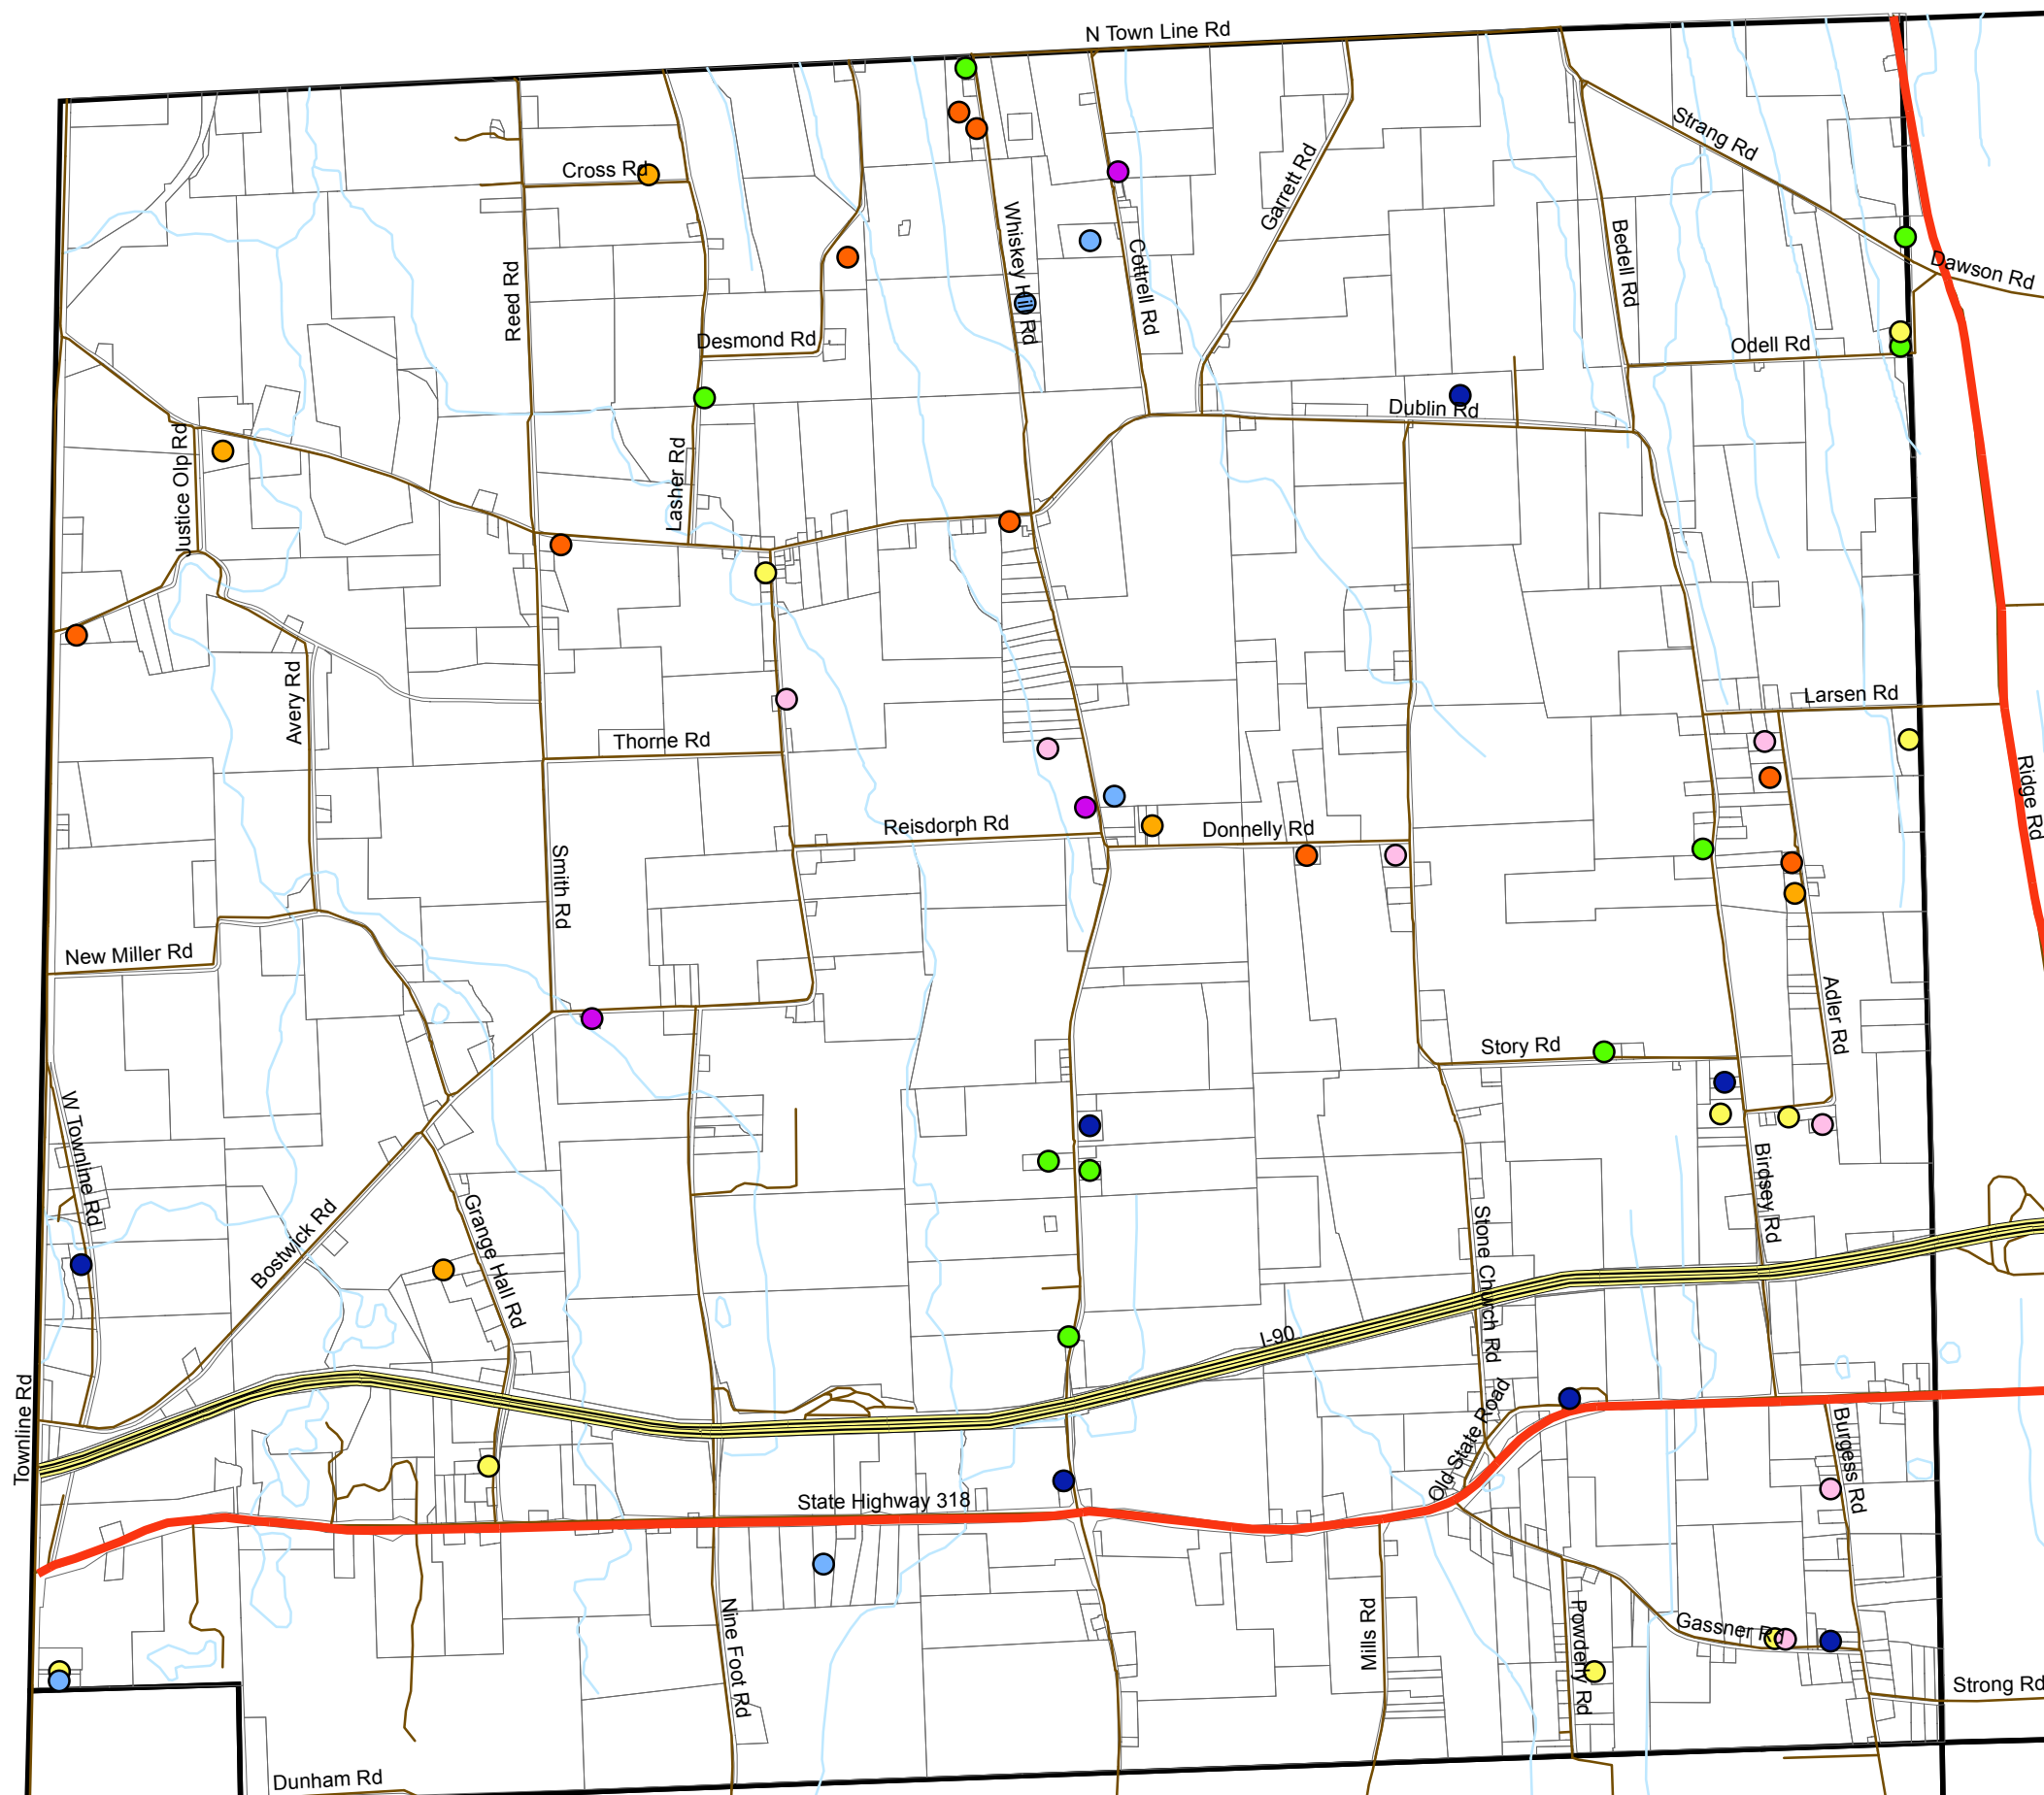 N Town Line Rd
Strang Rd
Cross Rd
Garrett Rd
Whiskey Hill Rd
Cottrell Rd
Bedell Rd
Dawson Rd
Reed Rd
Desmond Rd
Odell Rd
Dublin Rd
Justice Olp Rd
Lasher Rd
Avery Rd
Larsen Rd
Thorne Rd
Ridge Rd
Reisdorph Rd
Donnelly Rd
Smith Rd
New Miller Rd
Adler Rd
Story Rd
W Townline Rd
Birdsey Rd
Bostwick Rd
Grange Hall Rd
Stone Church Rd
I-90
Townline Rd
Old State Road
Burgess Rd
State Highway 318
Nine Foot Rd
Mills Rd
Powderly Rd
Gassner Rd
Strong Rd
Dunham Rd